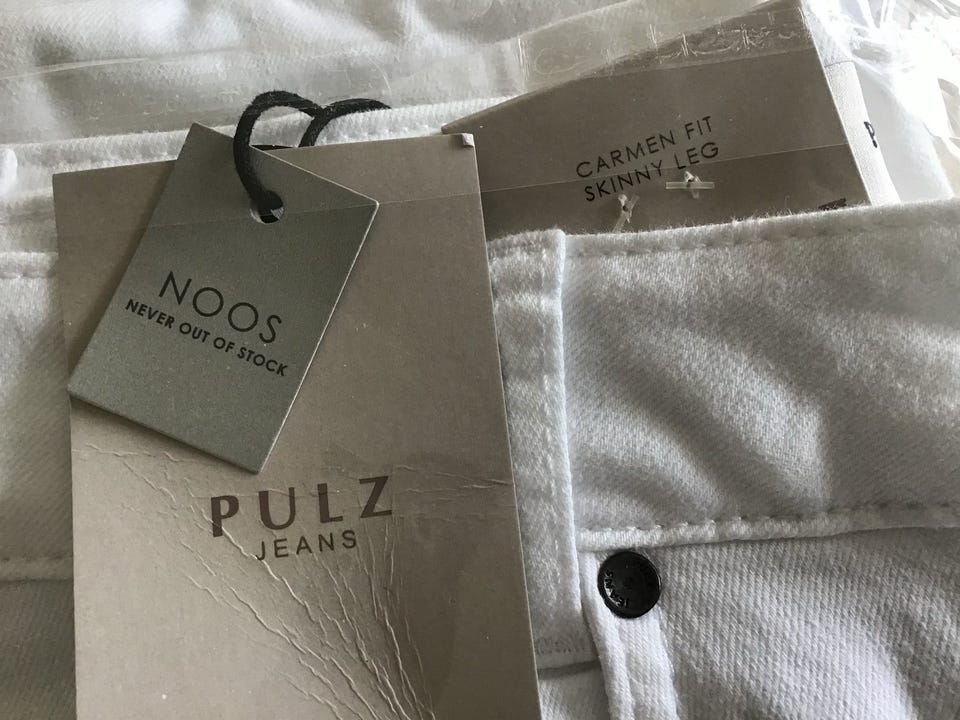 CARMEN FIT
SKINNY LEG
NOOS
NEVER OUT OF STOCK
PULZ
JEANS